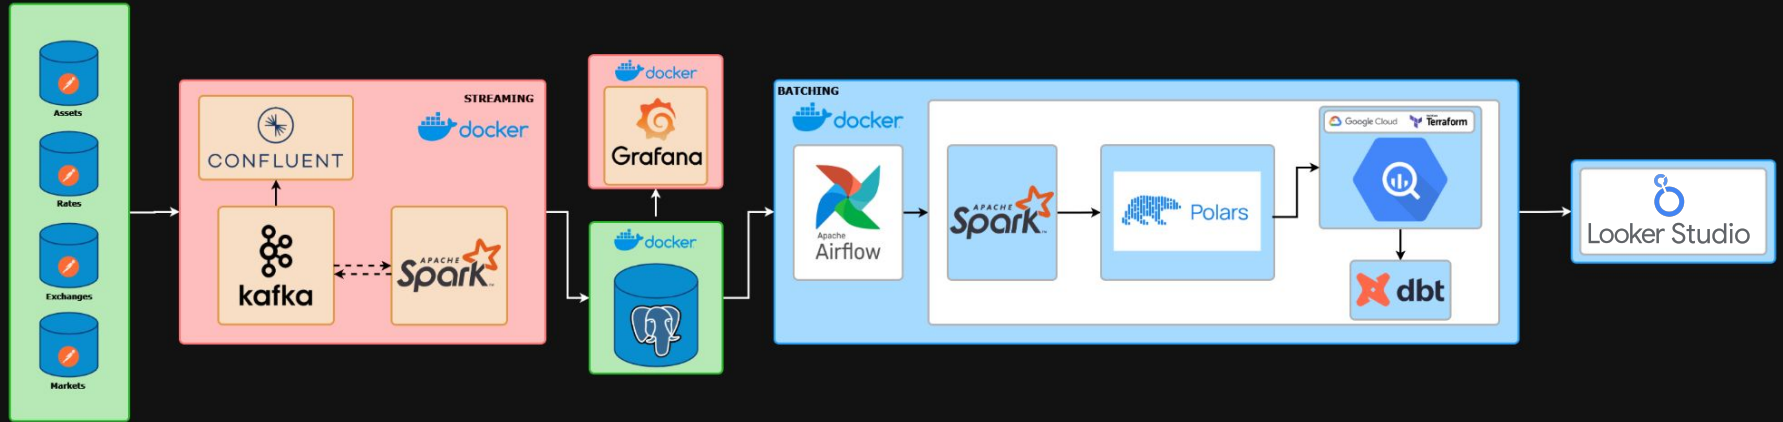 Assets
Rates
Exchanges
Markets
STREAMING
docker
CONFLUENT
kafka
APACHE
Spark
docker
Grafana
docker
BATCHING
docker
Apache
Airflow
APACHE
Spark
Polars
Google Cloud
Terraform
dbt
Looker Studio